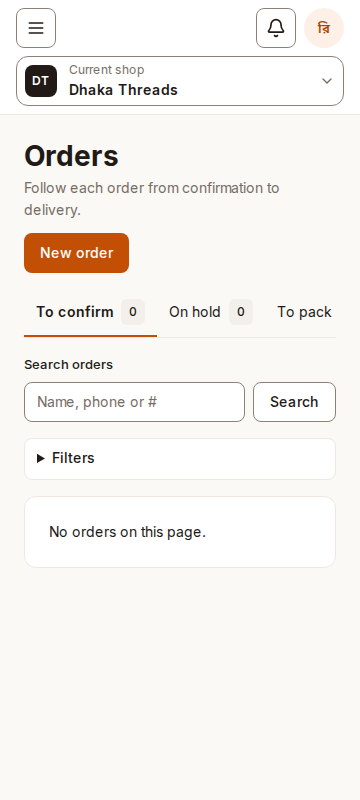 রি
DT
Current shop
Dhaka Threads
Orders
Follow each order from confirmation to
delivery.
New order
To confirm 0 On hold 0 To pack
Search orders
Name, phone or #
Search
Filters
No orders on this page.